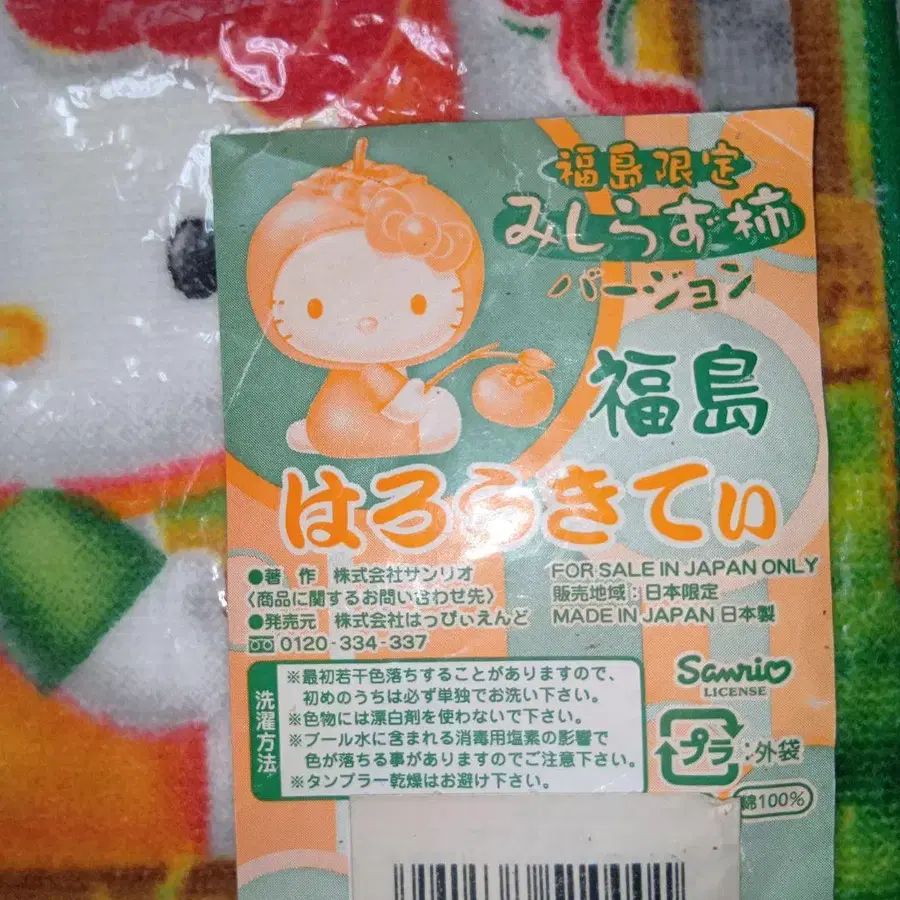 福島限定
みしらず柿
バージョン
福島
はろうきてぃ
●著 作 株式会社サンリオ
〈商品に関するお問い合わせ先〉
●発売元 株式会社はっぴぃえんど
0120-334-337
FOR SALE IN JAPAN ONLY
販売地域:日本限定
MADE IN JAPAN 日本製
洗濯方法
※最初若干色落ちすることがありますので、
初めのうちは必ず単独でお洗い下さい。
※色物には漂白剤を使わないで下さい。
※プール水に含まれる消毒用塩素の影響で
色が落ちる事がありますのでご注意下さい。
※タンブラー乾燥はお避け下さい。
Sanrio
LICENSE
プラ:外袋
綿100%